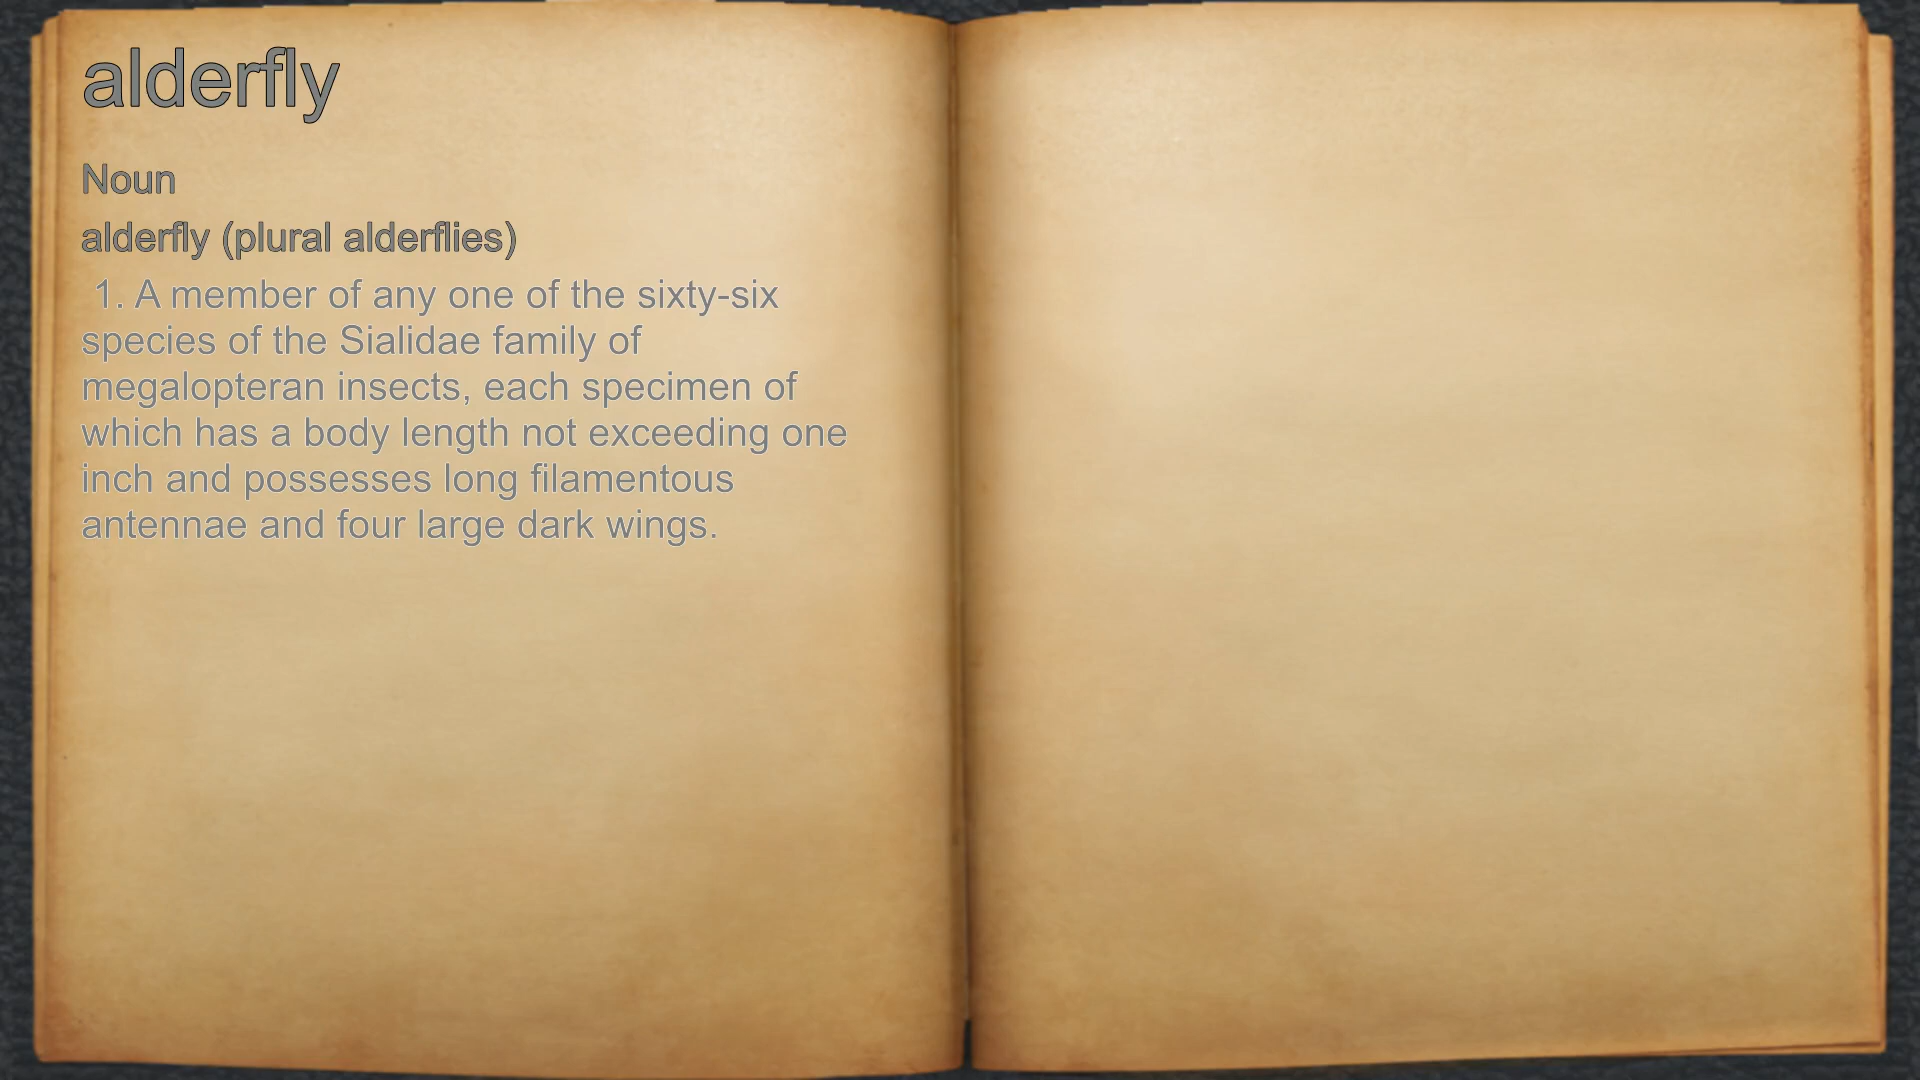 alderfly
Noun
alderfly (plural alderflies)
1. A member of any one of the sixty-six
species of the Sialidae family of
megalopteran insects, each specimen of
which has a body length not exceeding one
inch and possesses long filamentous
antennae and four large dark wings.